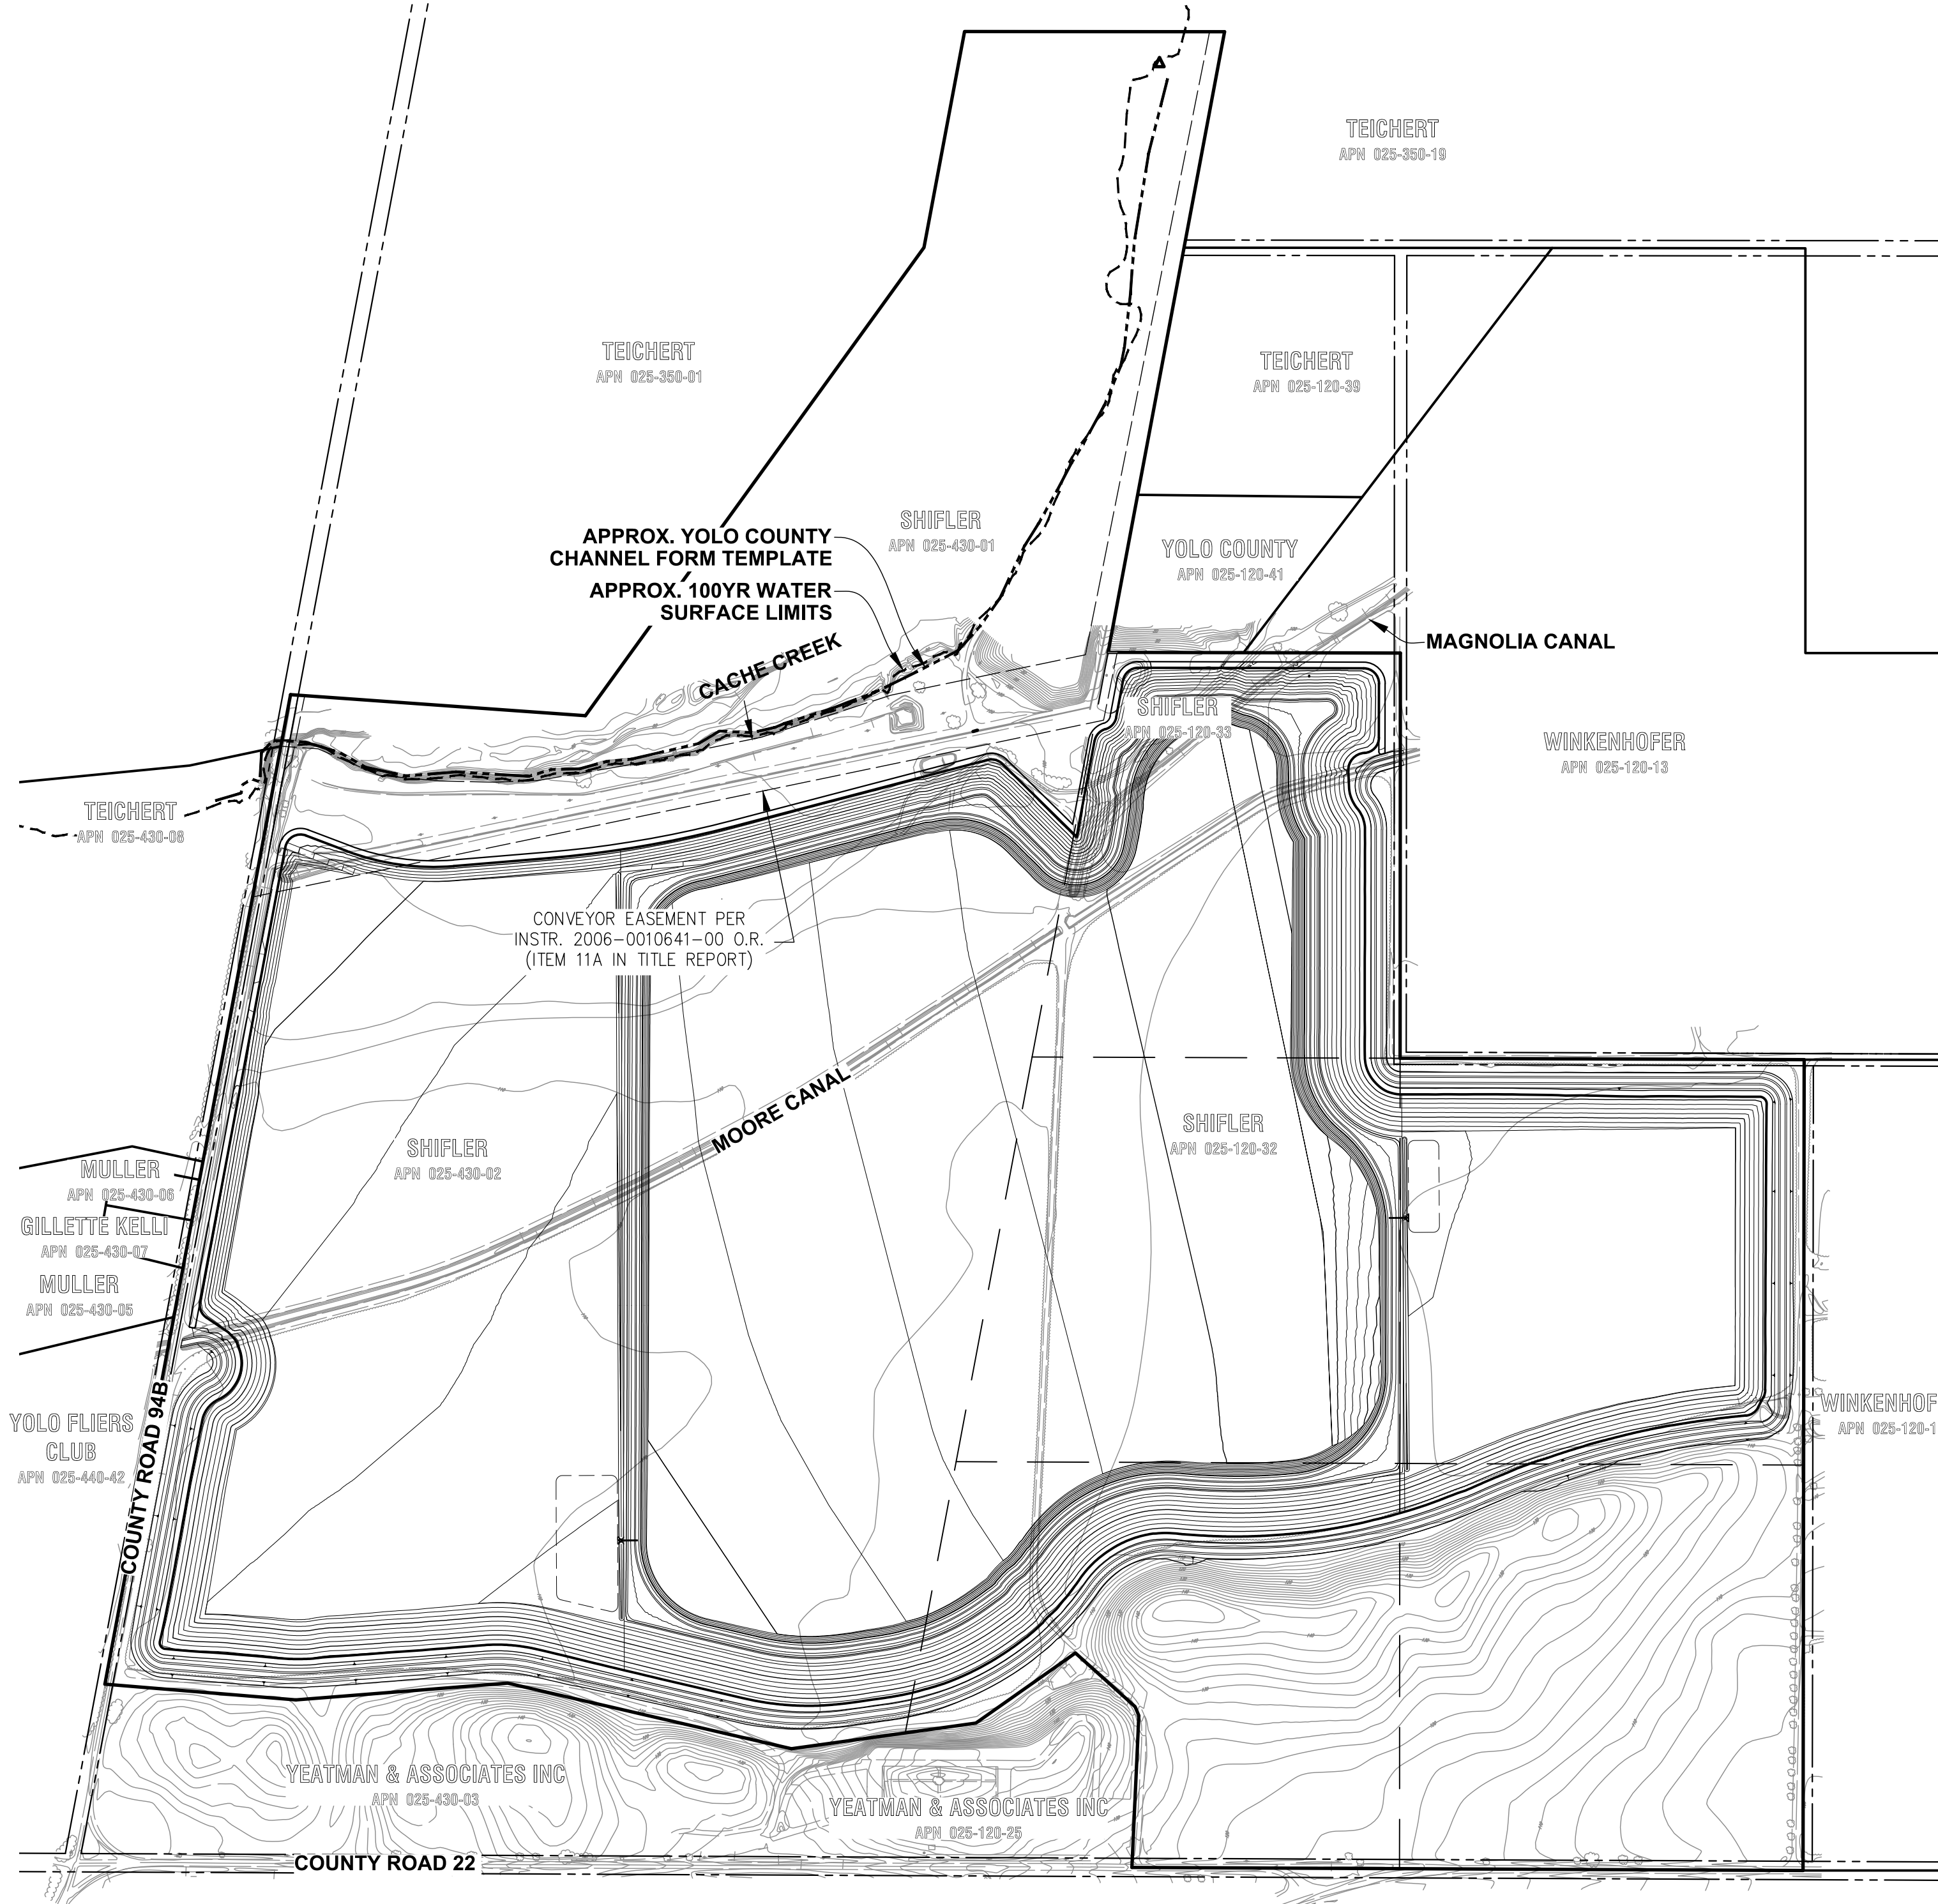 TEICHERT
APN 025-350-19
TEICHERT
APN 025-350-01
TEICHERT
APN 025-120-39
SHIFLER
APN 025-430-01
APPROX. YOLO COUNTY
CHANNEL FORM TEMPLATE
APPROX. 100YR WATER
SURFACE LIMITS
YOLO COUNTY
APN 025-120-41
MAGNOLIA CANAL
CACHE CREEK
SHIFLER
APN 025-120-33
WINKENHOFER
APN 025-120-13
TEICHERT
APN 025-430-08
CONVEYOR EASEMENT PER
INSTR. 2006-0010641-00 O.R.
(ITEM 11A IN TITLE REPORT)
MOORE CANAL
SHIFLER
APN 025-430-02
SHIFLER
APN 025-120-32
MULLER
APN 025-430-06
GILLETTE KELLI
APN 025-430-07
MULLER
APN 025-430-05
YOLO FLIERS
CLUB
APN 025-440-42
COUNTY ROAD 94B
WINKENHOF
APN 025-120-1
YEATMAN & ASSOCIATES INC
APN 025-430-03
YEATMAN & ASSOCIATES INC
APN 025-120-25
COUNTY ROAD 22